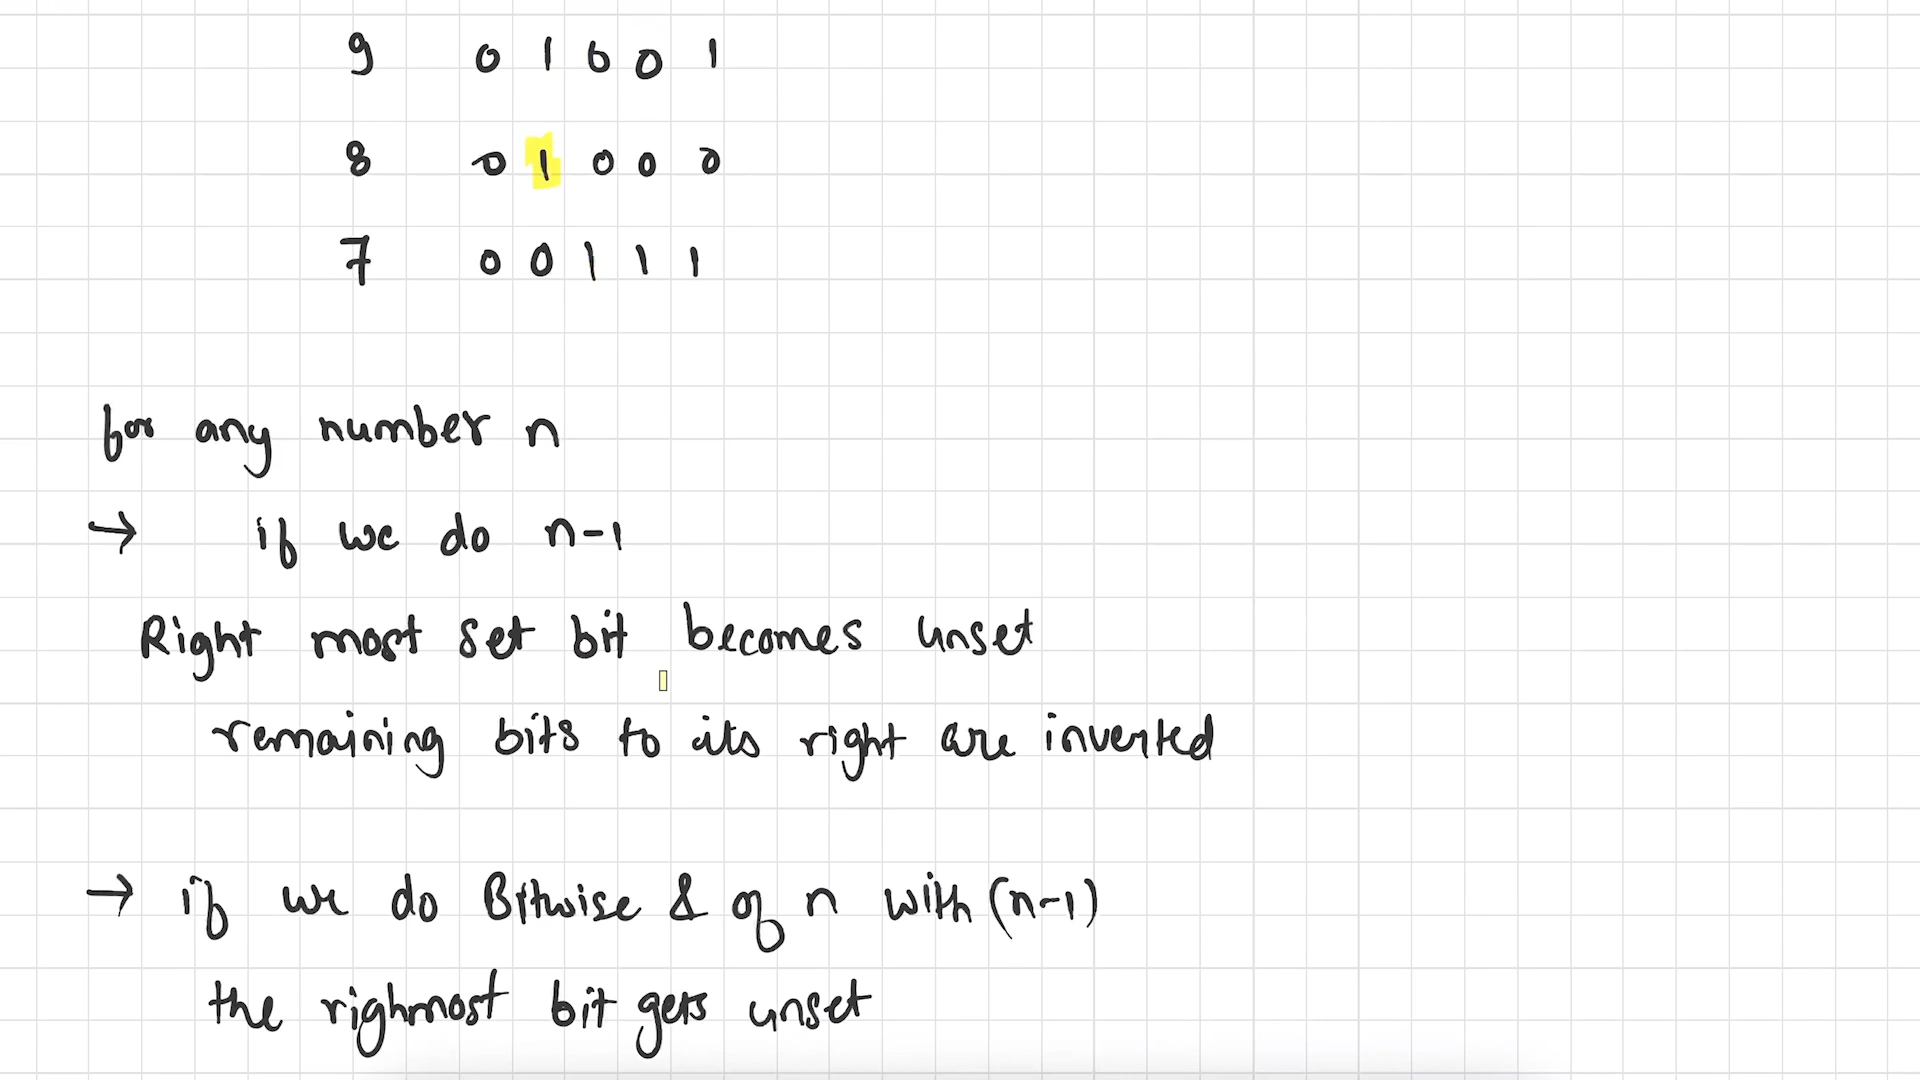 9 0 1 0 0 1
8 0 1 0 0 0
7 0 0 1 1 1
for any number n
→ if we do n-1
Right most set bit becomes unset
remaining bits to its right are inverted
→ if we do Bitwise & of n with (n-1)
the righmost bit gets unset